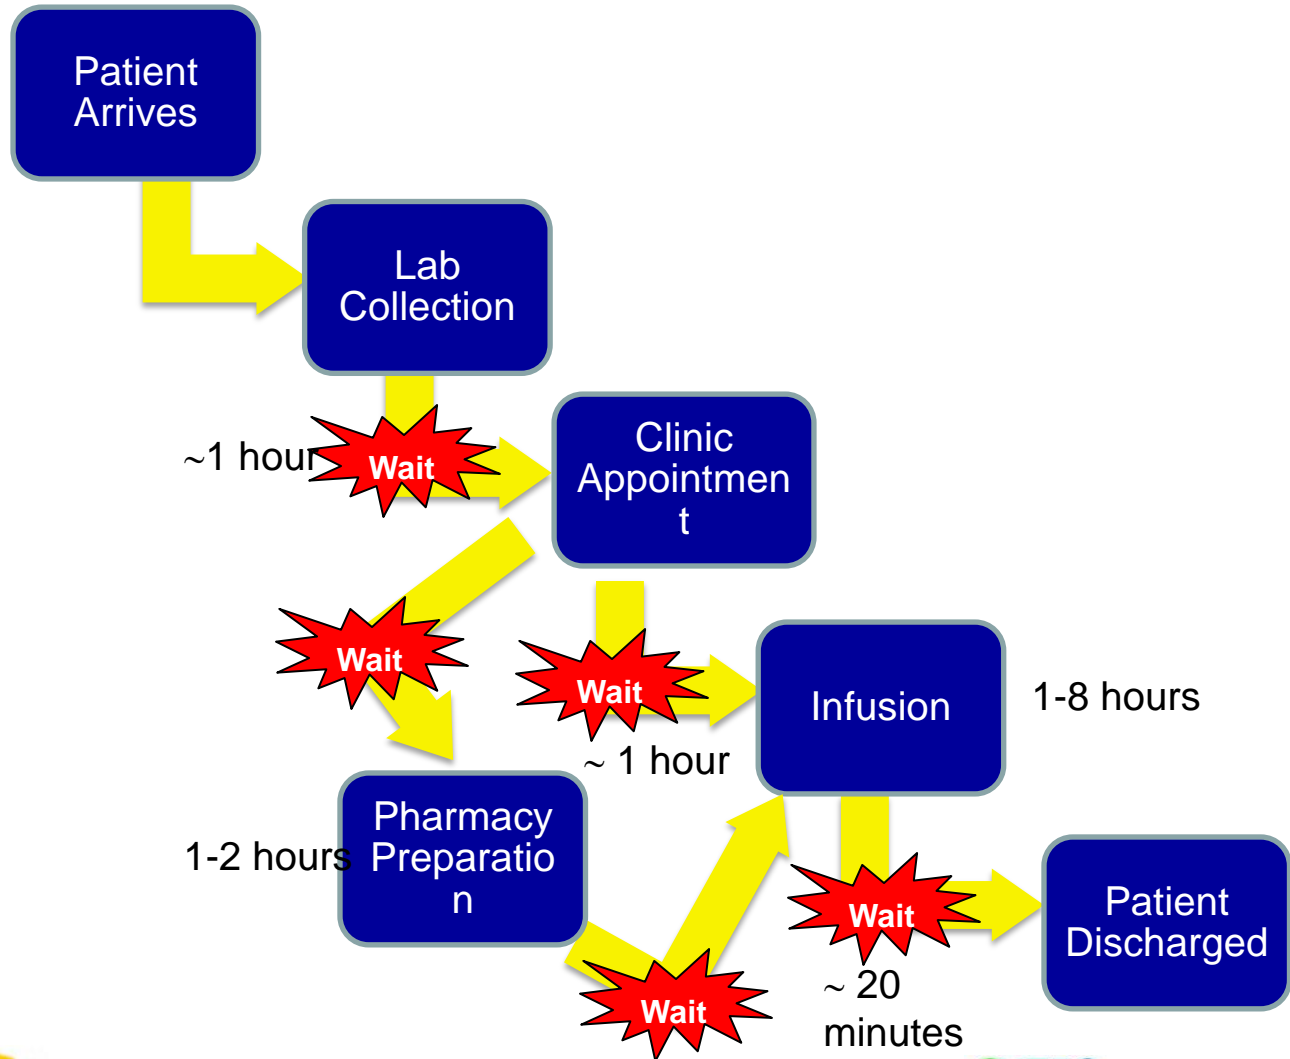 Patient
Arrives
Lab
Collection
~1 hour
Wait
Clinic
Appointmen
t
Wait
Wait
~ 1 hour
Infusion
1-8 hours
1-2 hours
Pharmacy
Preparatio
n
Wait
Wait
~ 20
minutes
Patient
Discharged